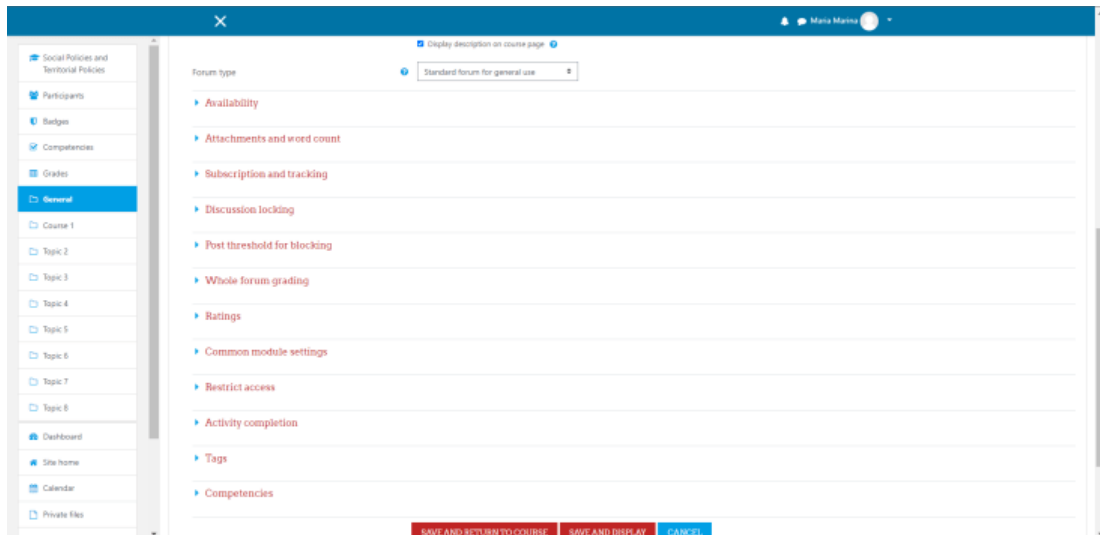 Maria Marina
Social Policies and
Territorial Policies
Participants
Badges
Competencies
Grades
General
Course 1
Topic 2
Topic 3
Topic 4
Topic 5
Topic 6
Topic 7
Topic 8
Dashboard
Site home
Calendar
Private files
Display description on course page
Forum type
Standard forum for general use
Availability
Attachments and word count
Subscription and tracking
Discussion locking
Post threshold for blocking
Whole forum grading
Ratings
Common module settings
Restrict access
Activity completion
Tags
Competencies
SAVE AND RETURN TO COURSE
SAVE AND DISPLAY
CANCEL